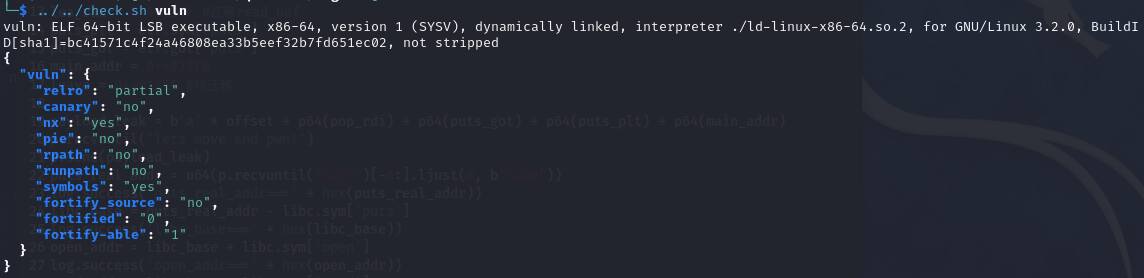 └─$ ../../check.sh vuln
vuln: ELF 64-bit LSB executable, x86-64, version 1 (SYSV), dynamically linked, interpreter ./ld-linux-x86-64.so.2, for GNU/Linux 3.2.0, BuildI
D[sha1]=bc41571c4f24a46808ea33b5eef32b7fd651ec02, not stripped
{
"vuln": {
"relro": "partial",
"canary": "no",
"nx": "yes",
"pie": "no",
"rpath": "no",
"runpath": "no",
"symbols": "yes",
"fortify_source": "no",
"fortified": "0",
"fortify-able": "1"
}
}